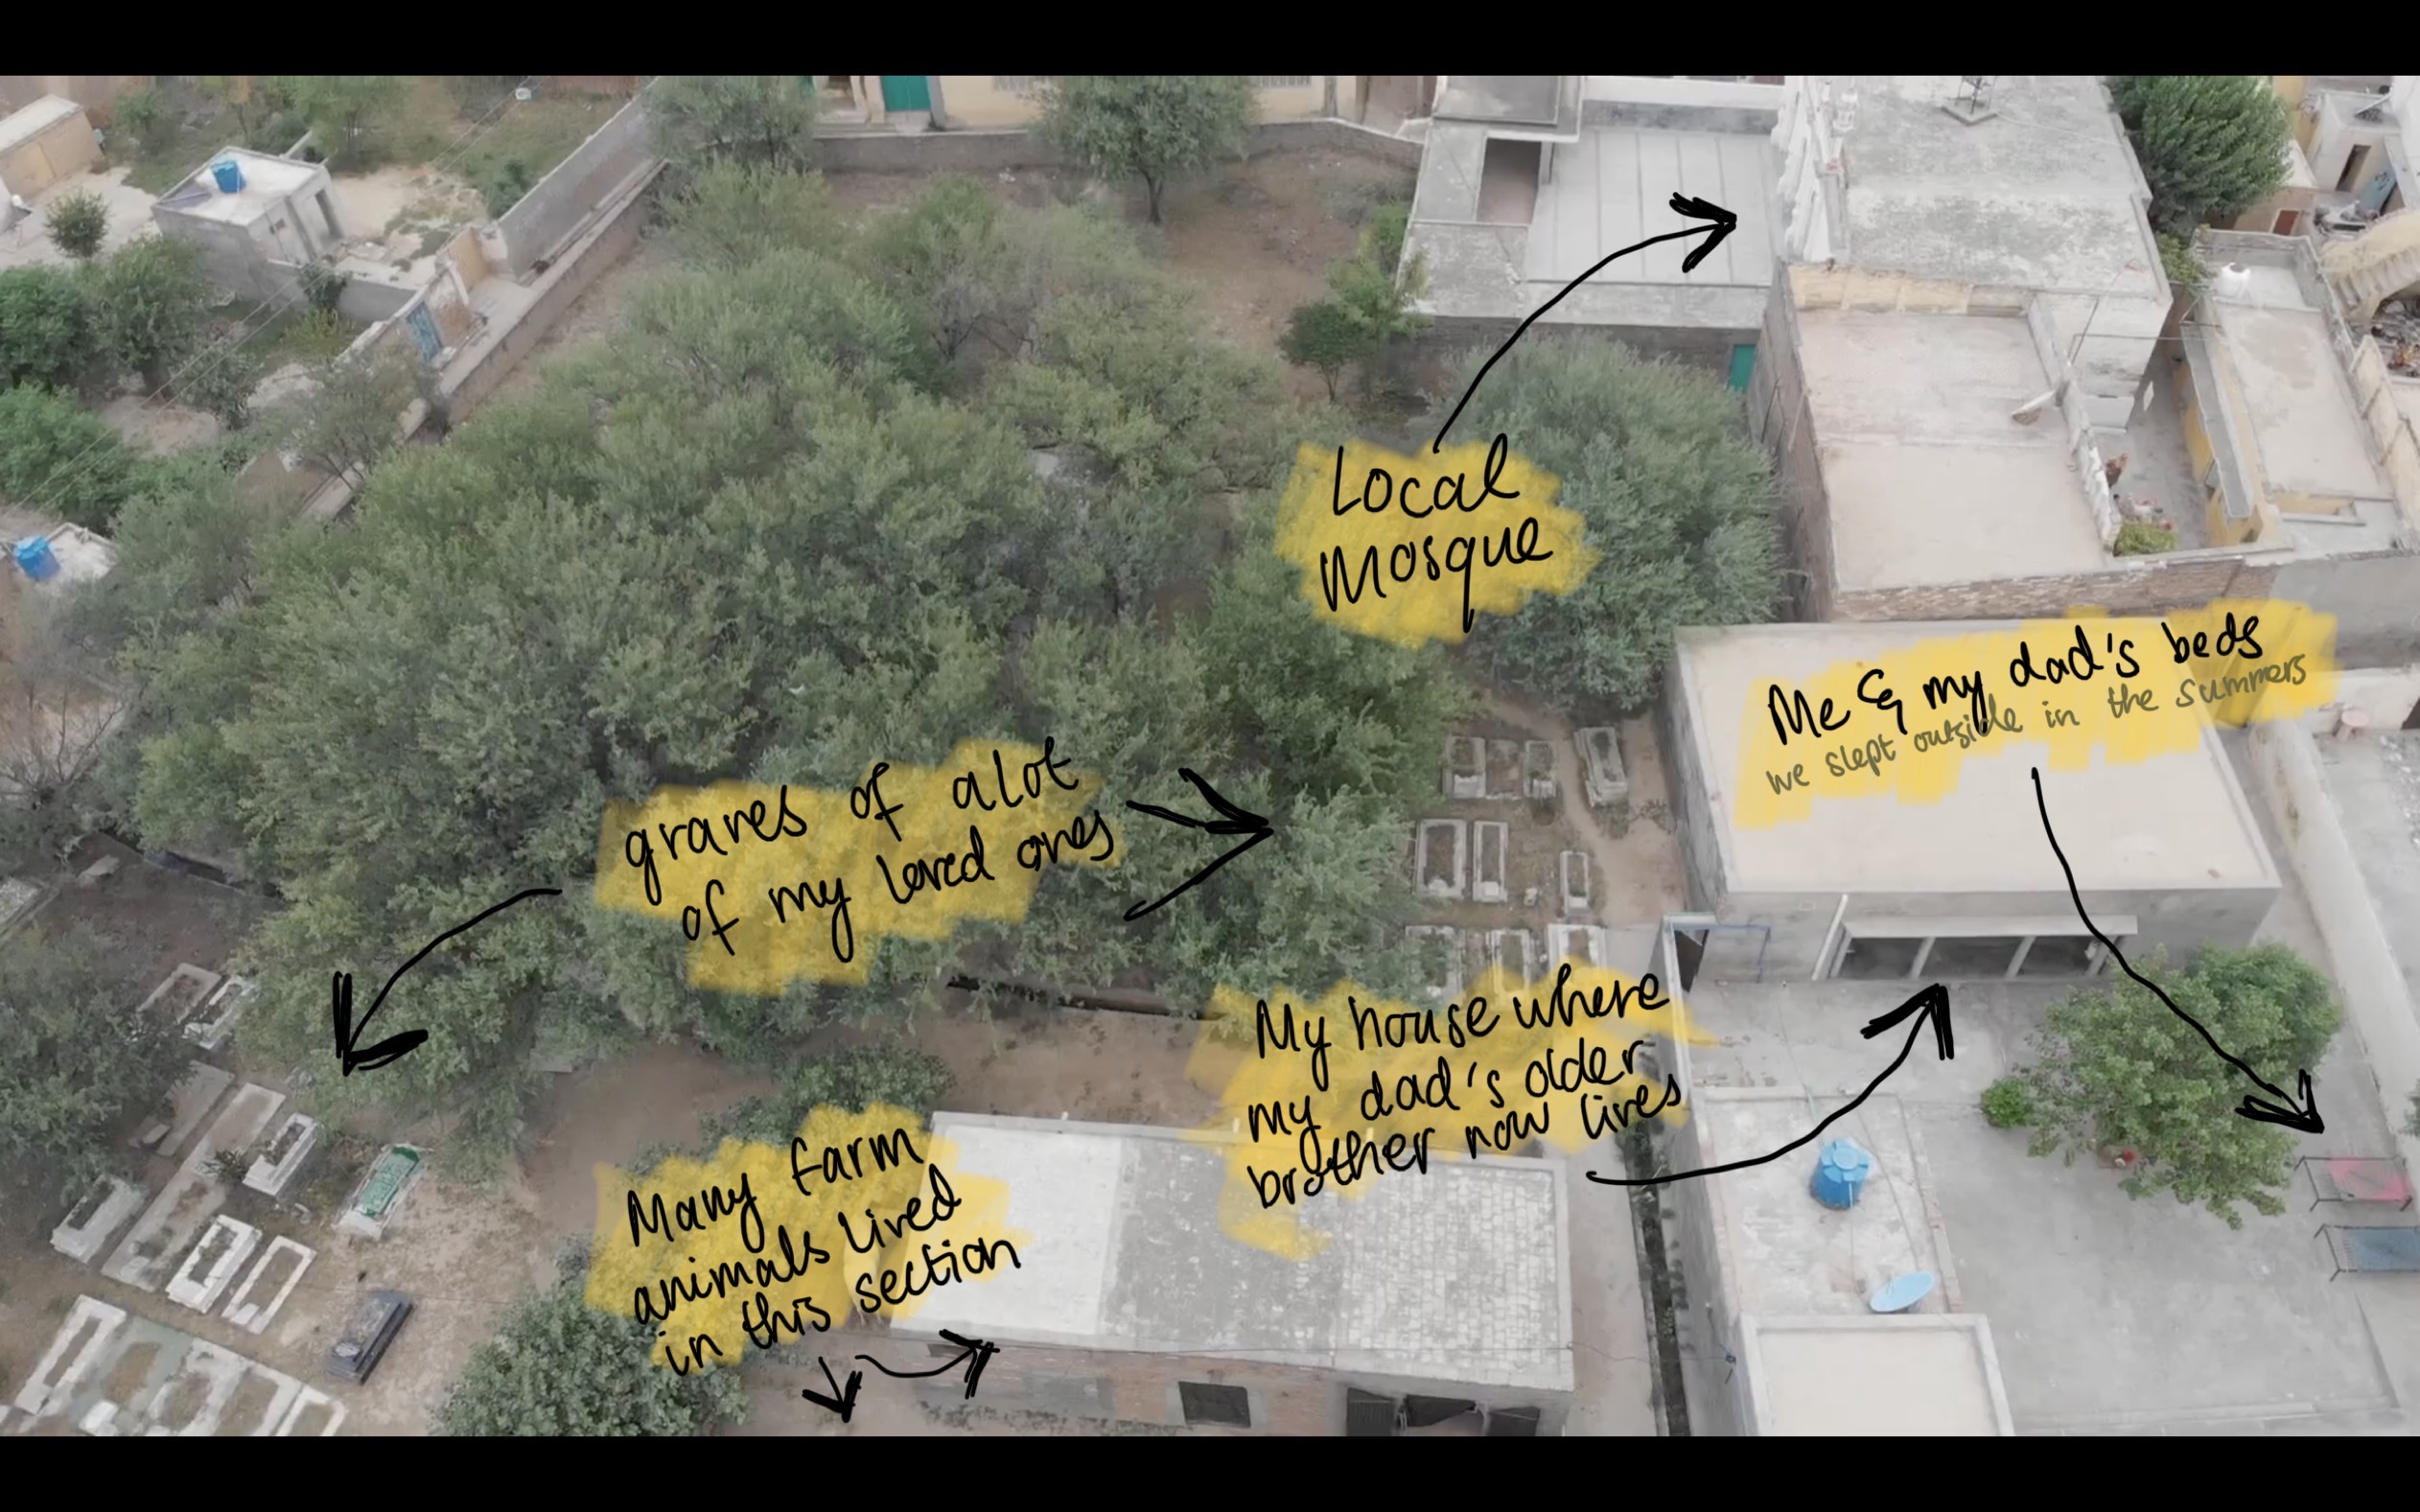 Local
Mosque
Me & my dad's beds
we slept outside in the summers
graves of alot
of my loved ones
My house where
my dad's older
brother now lives
Many farm
animals lived
in this section